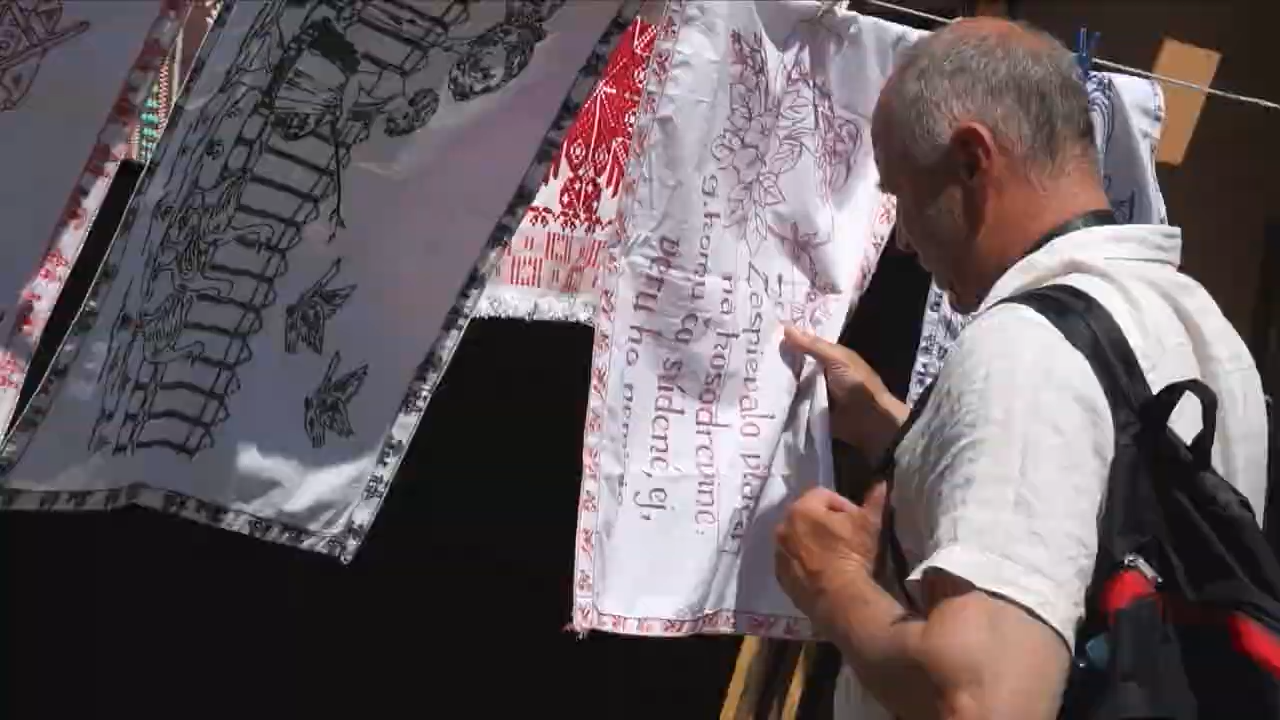 Zaspievalo
na kosodrevine:
a komu čo súdené, ej,
veru ho